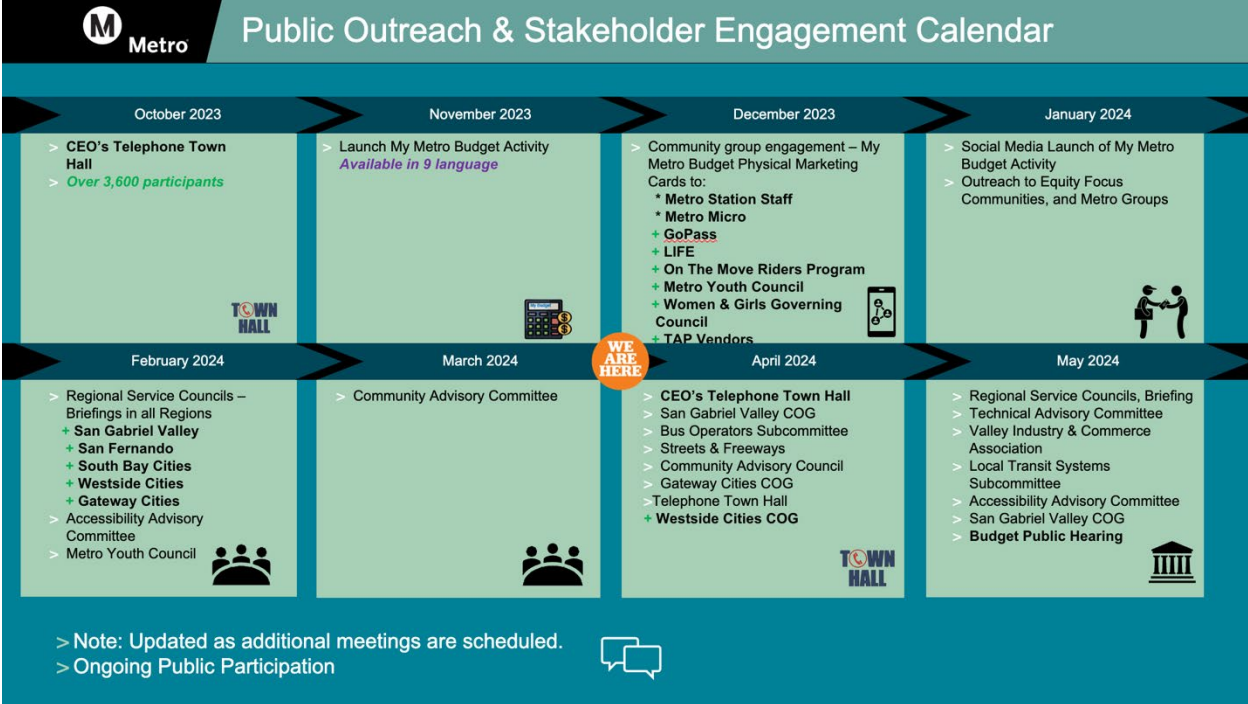 M Metro
Public Outreach & Stakeholder Engagement Calendar
October 2023
> CEO's Telephone Town
Hall
> Over 3,600 participants
TOWN
HALL
November 2023
> Launch My Metro Budget Activity
Available in 9 language
My Budget
$
$
December 2023
> Community group engagement – My
Metro Budget Physical Marketing
Cards to:
* Metro Station Staff
* Metro Micro
+ GoPass
+ LIFE
+ On The Move Riders Program
+ Metro Youth Council
+ Women & Girls Governing
Council
+ TAP Vendors
January 2024
> Social Media Launch of My Metro
Budget Activity
> Outreach to Equity Focus
Communities, and Metro Groups
February 2024
> Regional Service Councils –
Briefings in all Regions
+ San Gabriel Valley
+ San Fernando
+ South Bay Cities
+ Westside Cities
+ Gateway Cities
> Accessibility Advisory
Committee
> Metro Youth Council
March 2024
> Community Advisory Committee
WE
ARE
HERE
April 2024
> CEO's Telephone Town Hall
> San Gabriel Valley COG
> Bus Operators Subcommittee
> Streets & Freeways
> Community Advisory Council
> Gateway Cities COG
>Telephone Town Hall
+ Westside Cities COG
TOWN
HALL
May 2024
> Regional Service Councils, Briefing
> Technical Advisory Committee
> Valley Industry & Commerce
Association
> Local Transit Systems
Subcommittee
> Accessibility Advisory Committee
> San Gabriel Valley COG
> Budget Public Hearing
> Note: Updated as additional meetings are scheduled.
> Ongoing Public Participation